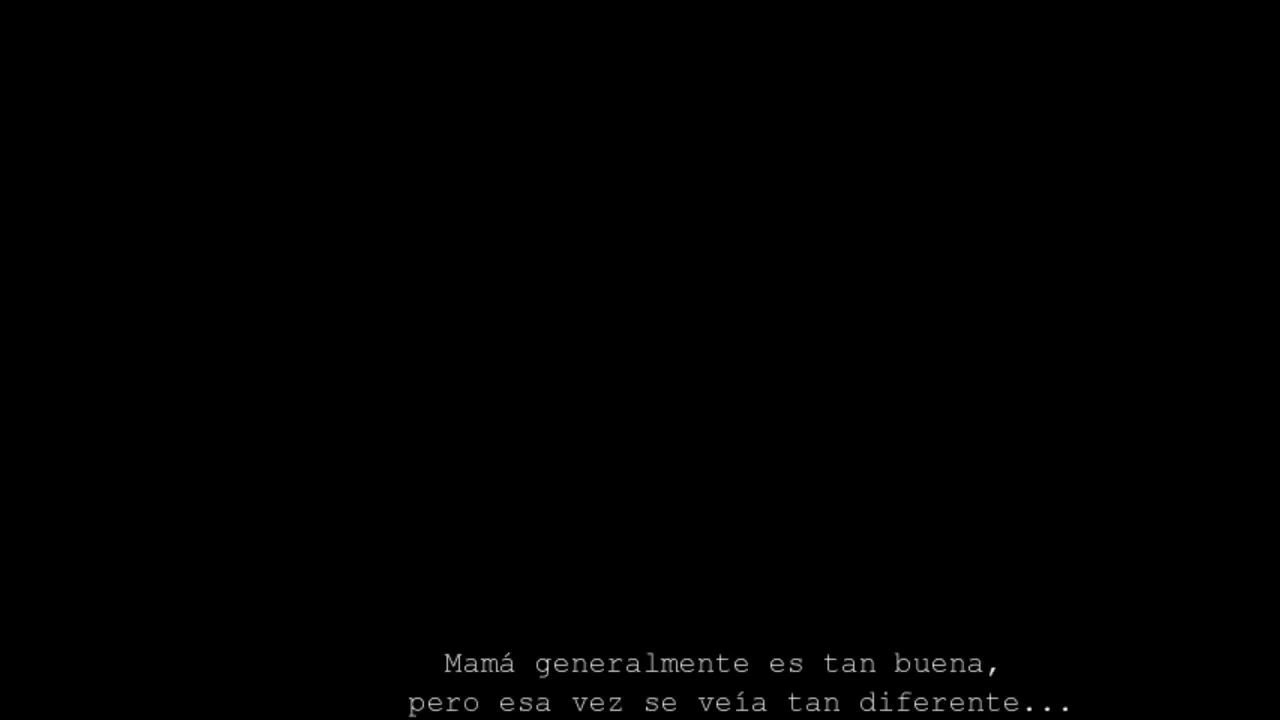 Mamá generalmente es tan buena,
pero esa vez se veía tan diferente...